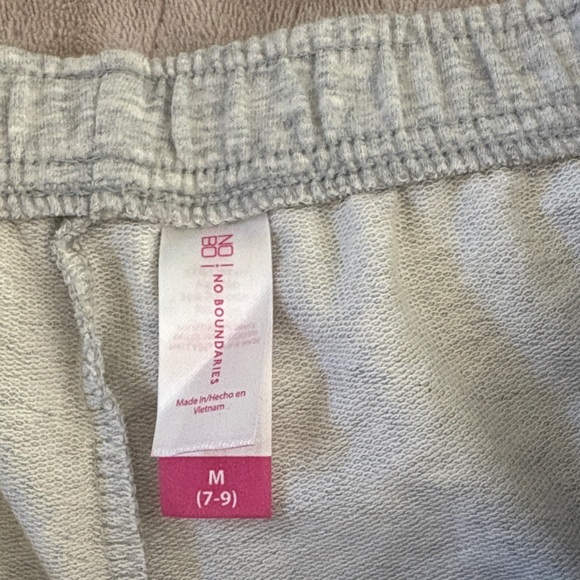 NO
BO
NO BOUNDARIES
Made In/Hecho en
Vietnam
M
(7-9)